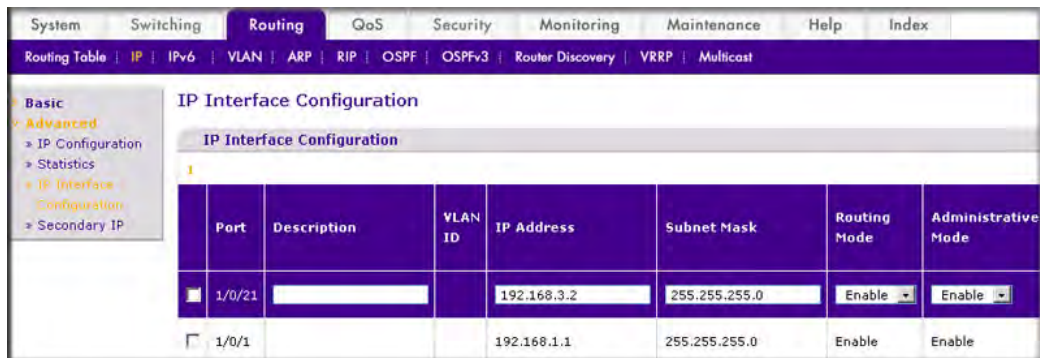 System Switching Routing QoS Security Monitoring Maintenance Help Index
Routing Table | IP | IPv6 | VLAN | ARP | RIP | OSPF | OSPFv3 | Router Discovery | VRRP | Multicast
Basic
Advanced
» IP Configuration
» Statistics
» IP Interface
Configuration
» Secondary IP
IP Interface Configuration
IP Interface Configuration
1
Port Description VLAN ID IP Address Subnet Mask Routing Mode Administrative Mode
1/0/21 192.168.3.2 255.255.255.0 Enable Enable
1/0/1 192.168.1.1 255.255.255.0 Enable Enable